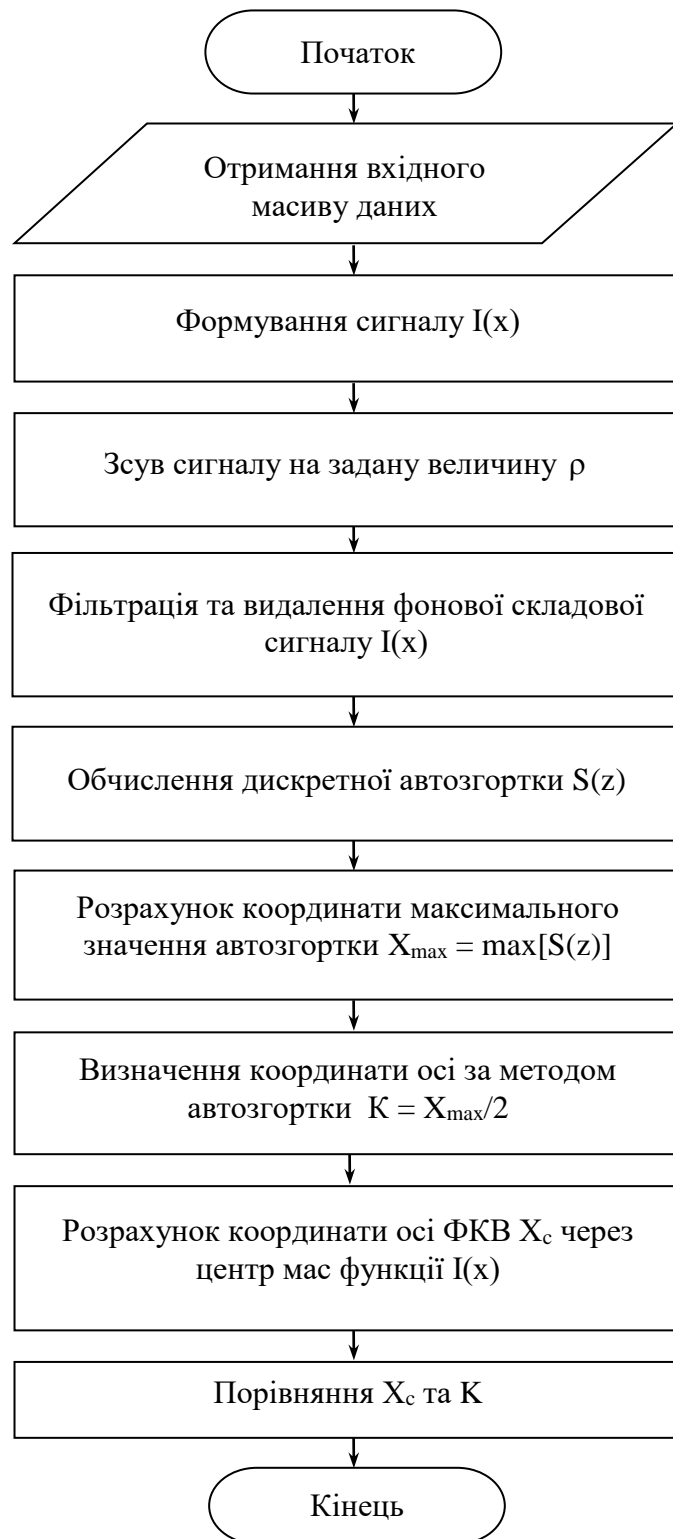 Початок
Отримання вхідного
масиву даних
Формування сигналу I(x)
Зсув сигналу на задану величину ρ
Фільтрація та видалення фонової складової
сигналу I(x)
Обчислення дискретної автозгортки S(z)
Розрахунок координати максимального
значення автозгортки Xmax = max[S(z)]
Визначення координати осі за методом
автозгортки К = Xmax/2
Розрахунок координати осі ФКВ Xc через
центр мас функції I(x)
Порівняння Xc та К
Кінець